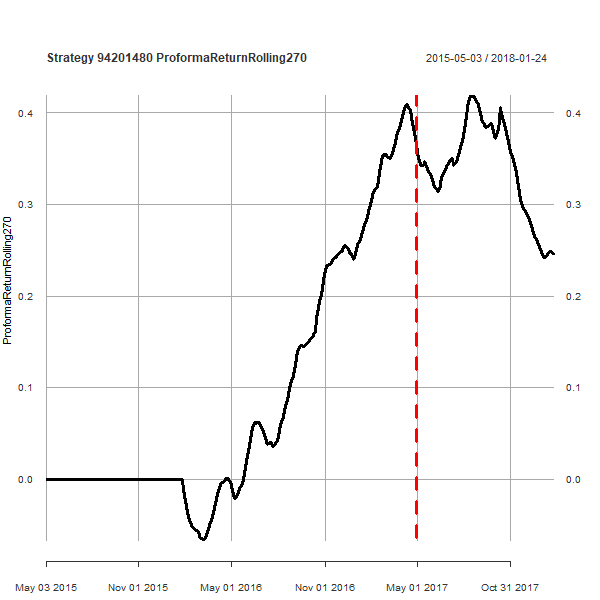 Strategy 94201480 ProformaReturnRolling270
2015-05-03 / 2018-01-24
ProformaReturnRolling270
0.4 0.4
0.3 0.3
0.2 0.2
0.1 0.1
0.0 0.0
May 03 2015 Nov 01 2015 May 01 2016 Nov 01 2016 May 01 2017 Oct 31 2017